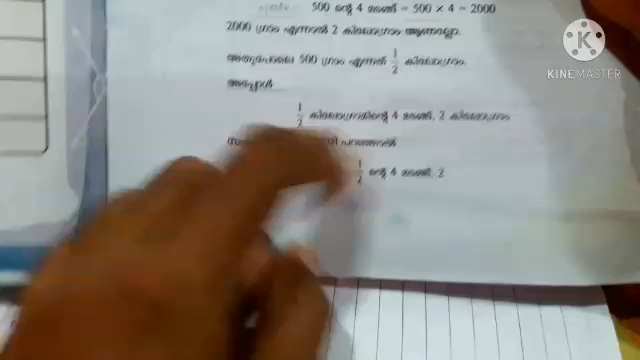 500 ന്റെ 4 മടങ്ങ് = 500 × 4 = 2000
2000 ഗ്രാം എന്നാൽ 2 കിലോഗ്രാം ആണല്ലോ.
അതുപോലെ 500 ഗ്രാം എന്നത് 1/2 കിലോഗ്രാം.
അപ്പോൾ
1/2 കിലോഗ്രാമിന്റെ 4 മടങ്ങ്, 2 കിലോഗ്രാം
പറഞ്ഞാൽ
1/2 ന്റെ 4 മടങ്ങ്, 2
K
KINEMASTER